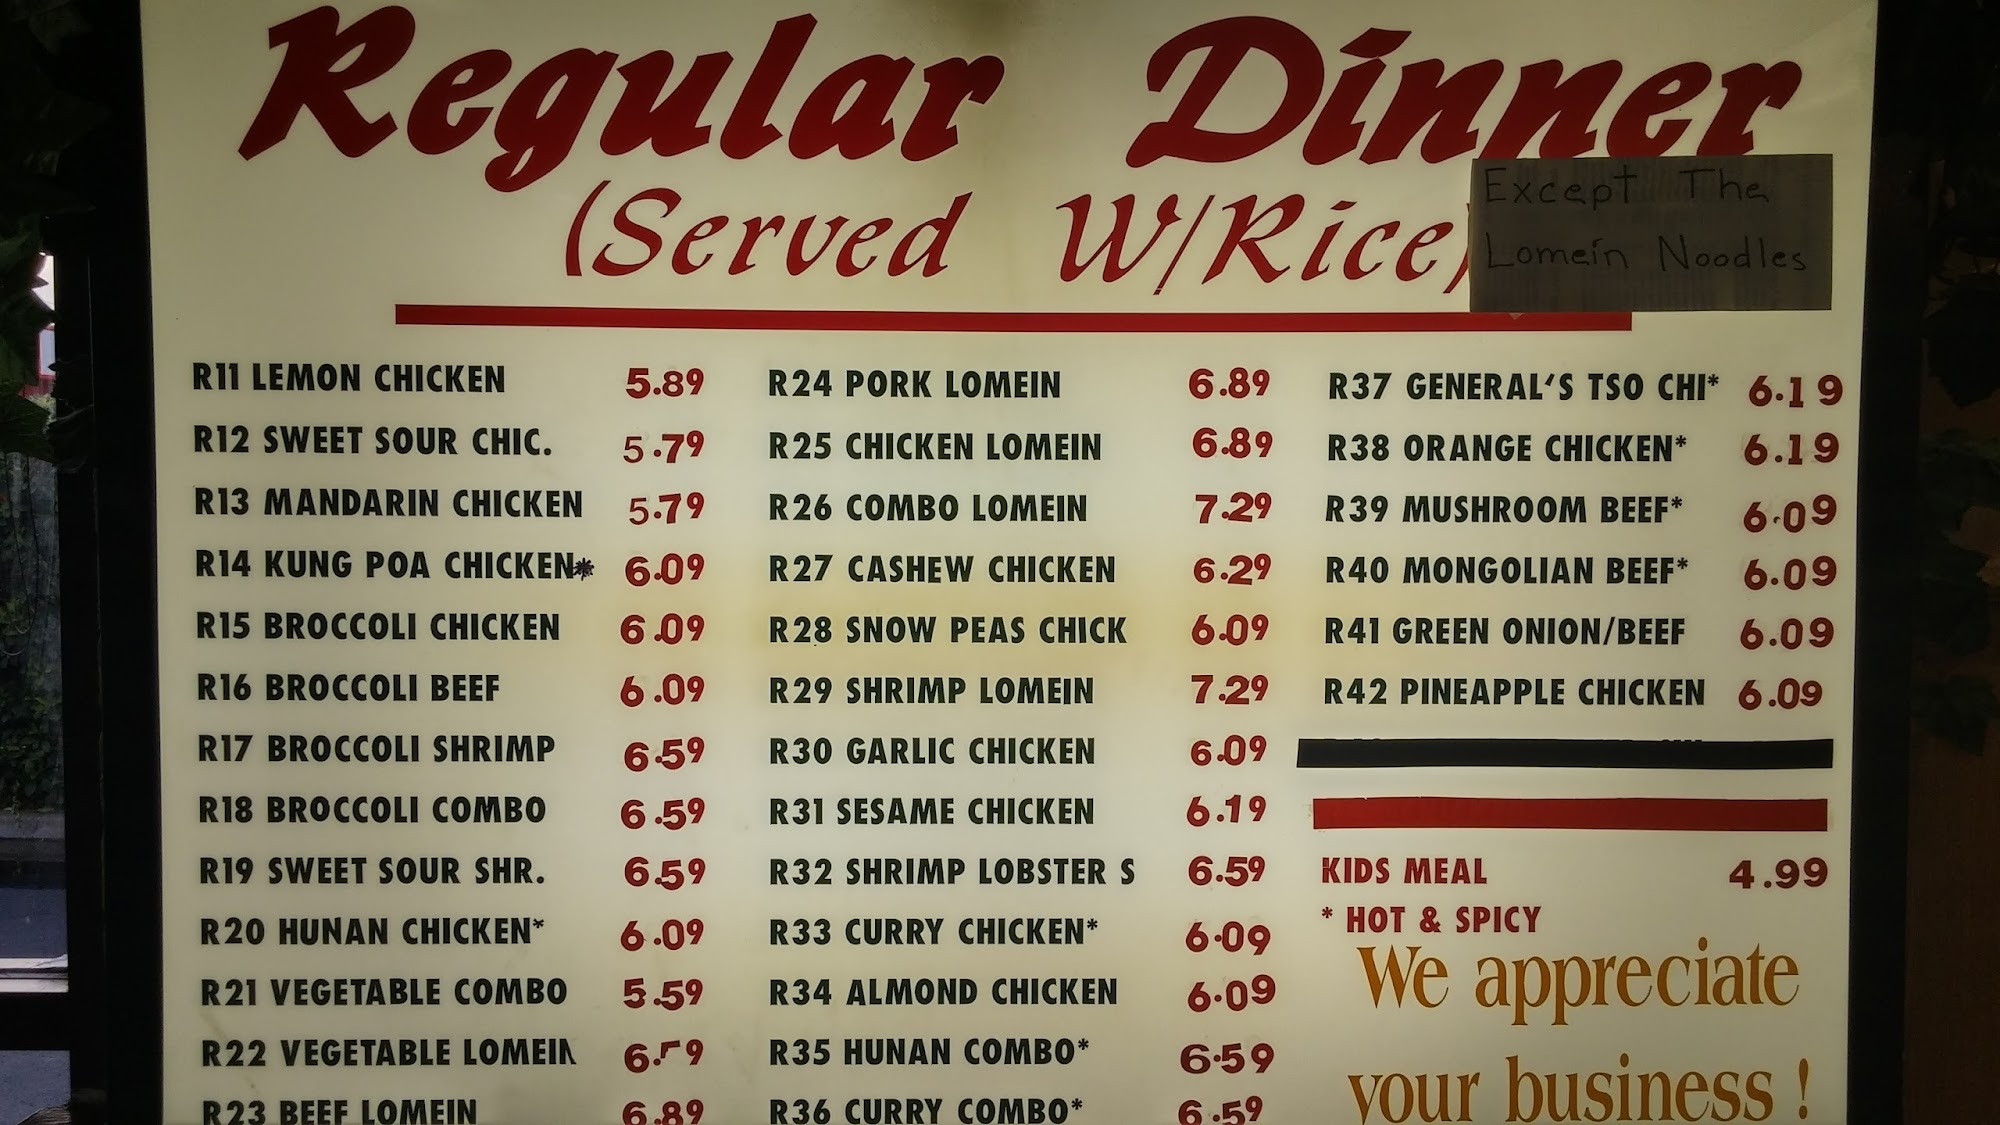 Regular Dinner
(Served W/Rice)
Except The
Lomein Noodles
R11 LEMON CHICKEN 5.89
R12 SWEET SOUR CHIC. 5.79
R13 MANDARIN CHICKEN 5.79
R14 KUNG POA CHICKEN* 6.09
R15 BROCCOLI CHICKEN 6.09
R16 BROCCOLI BEEF 6.09
R17 BROCCOLI SHRIMP 6.59
R18 BROCCOLI COMBO 6.59
R19 SWEET SOUR SHR. 6.59
R20 HUNAN CHICKEN* 6.09
R21 VEGETABLE COMBO 5.59
R22 VEGETABLE LOMEIN
R23 BEEF LOMEIN 6.89
R24 PORK LOMEIN 6.89
R25 CHICKEN LOMEIN 6.89
R26 COMBO LOMEIN 7.29
R27 CASHEW CHICKEN 6.29
R28 SNOW PEAS CHICK 6.09
R29 SHRIMP LOMEIN 7.29
R30 GARLIC CHICKEN 6.09
R31 SESAME CHICKEN 6.19
R32 SHRIMP LOBSTER S 6.59
R33 CURRY CHICKEN* 6.09
R34 ALMOND CHICKEN 6.09
R35 HUNAN COMBO* 6.59
R36 CURRY COMBO* 6.59
R37 GENERAL'S TSO CHI* 6.19
R38 ORANGE CHICKEN* 6.19
R39 MUSHROOM BEEF* 6.09
R40 MONGOLIAN BEEF* 6.09
R41 GREEN ONION/BEEF 6.09
R42 PINEAPPLE CHICKEN 6.09
KIDS MEAL 4.99
* HOT & SPICY
We appreciate
your business !